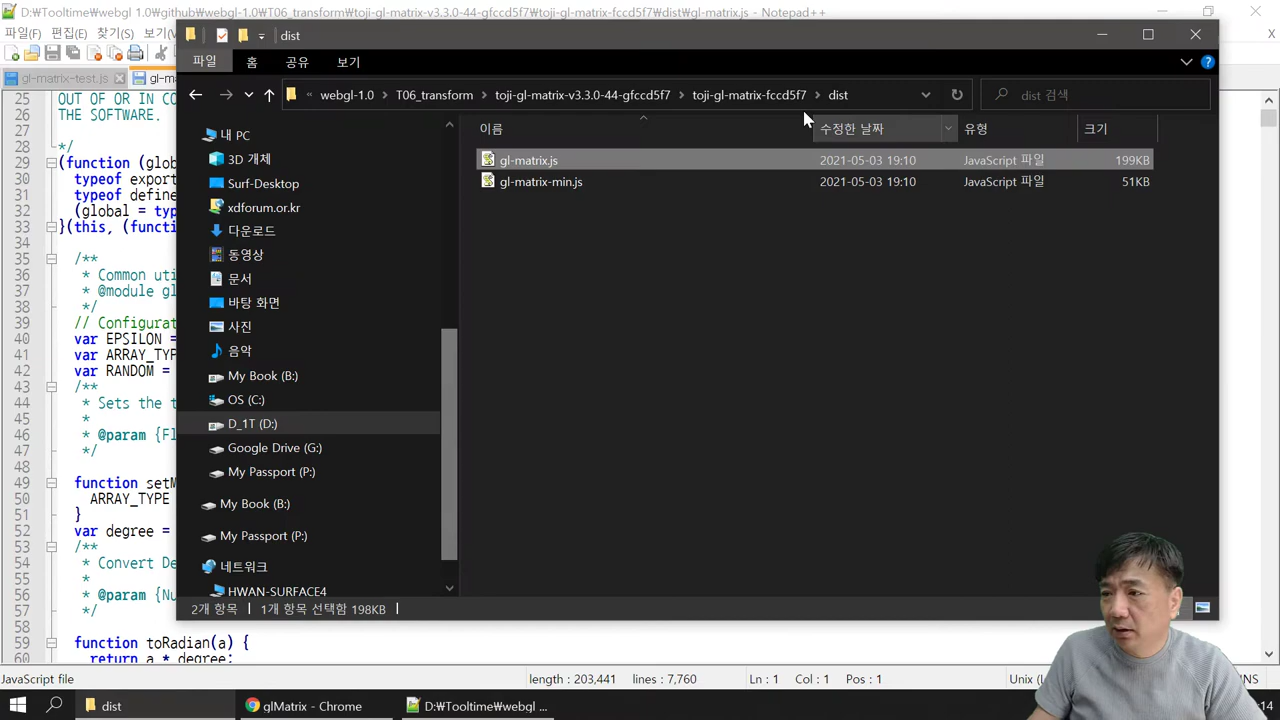 D:₩Tooltime₩webgl 1.0₩github₩webgl-1.0₩T06_transform₩toji-gl-matrix-v3.3.0-44-gfccd5f7₩toji-gl-matrix-fccd5f7₩dist₩gl-matrix.js - Notepad++
파일(F) 편집(E) 찾기(S) 보기(V)
X
gl-matrix-test.js
dist
파일 홈 공유 보기
« webgl-1.0 > T06_transform > toji-gl-matrix-v3.3.0-44-gfccd5f7 > toji-gl-matrix-fccd5f7 > dist
dist 검색
이름 수정한 날짜 유형 크기
gl-matrix.js 2021-05-03 19:10 JavaScript 파일 199KB
gl-matrix-min.js 2021-05-03 19:10 JavaScript 파일 51KB
내 PC
3D 개체
Surf-Desktop
xdforum.or.kr
다운로드
동영상
문서
바탕 화면
사진
음악
My Book (B:)
OS (C:)
D_1T (D:)
Google Drive (G:)
My Passport (P:)
My Book (B:)
My Passport (P:)
네트워크
HWAN-SURFACE4
2개 항목 1개 항목 선택함 198KB
25 OUT OF OR IN CO
26 THE SOFTWARE.
27
28 */
29 (function (glob
30 typeof export
31 typeof define
32 (global = typ
33 }(this, (functi
34
35 /**
36 * Common uti
37 * @module gl
38 */
39 // Configurat
40 var EPSILON =
41 var ARRAY_TYP
42 var RANDOM =
43 /**
44 * Sets the t
45 *
46 * @param {Fl
47 */
48
49 function setM
50 ARRAY_TYPE
51 }
52 var degree =
53 /**
54 * Convert De
55 *
56 * @param {Nu
57 */
58
59 function toRadian(a) {
60 return a * degree;
JavaScript file length : 203,441 lines : 7,760 Ln : 1 Col : 1 Pos : 1 Unix (L NS
dist glMatrix - Chrome D:₩Tooltime₩webgl ... :14